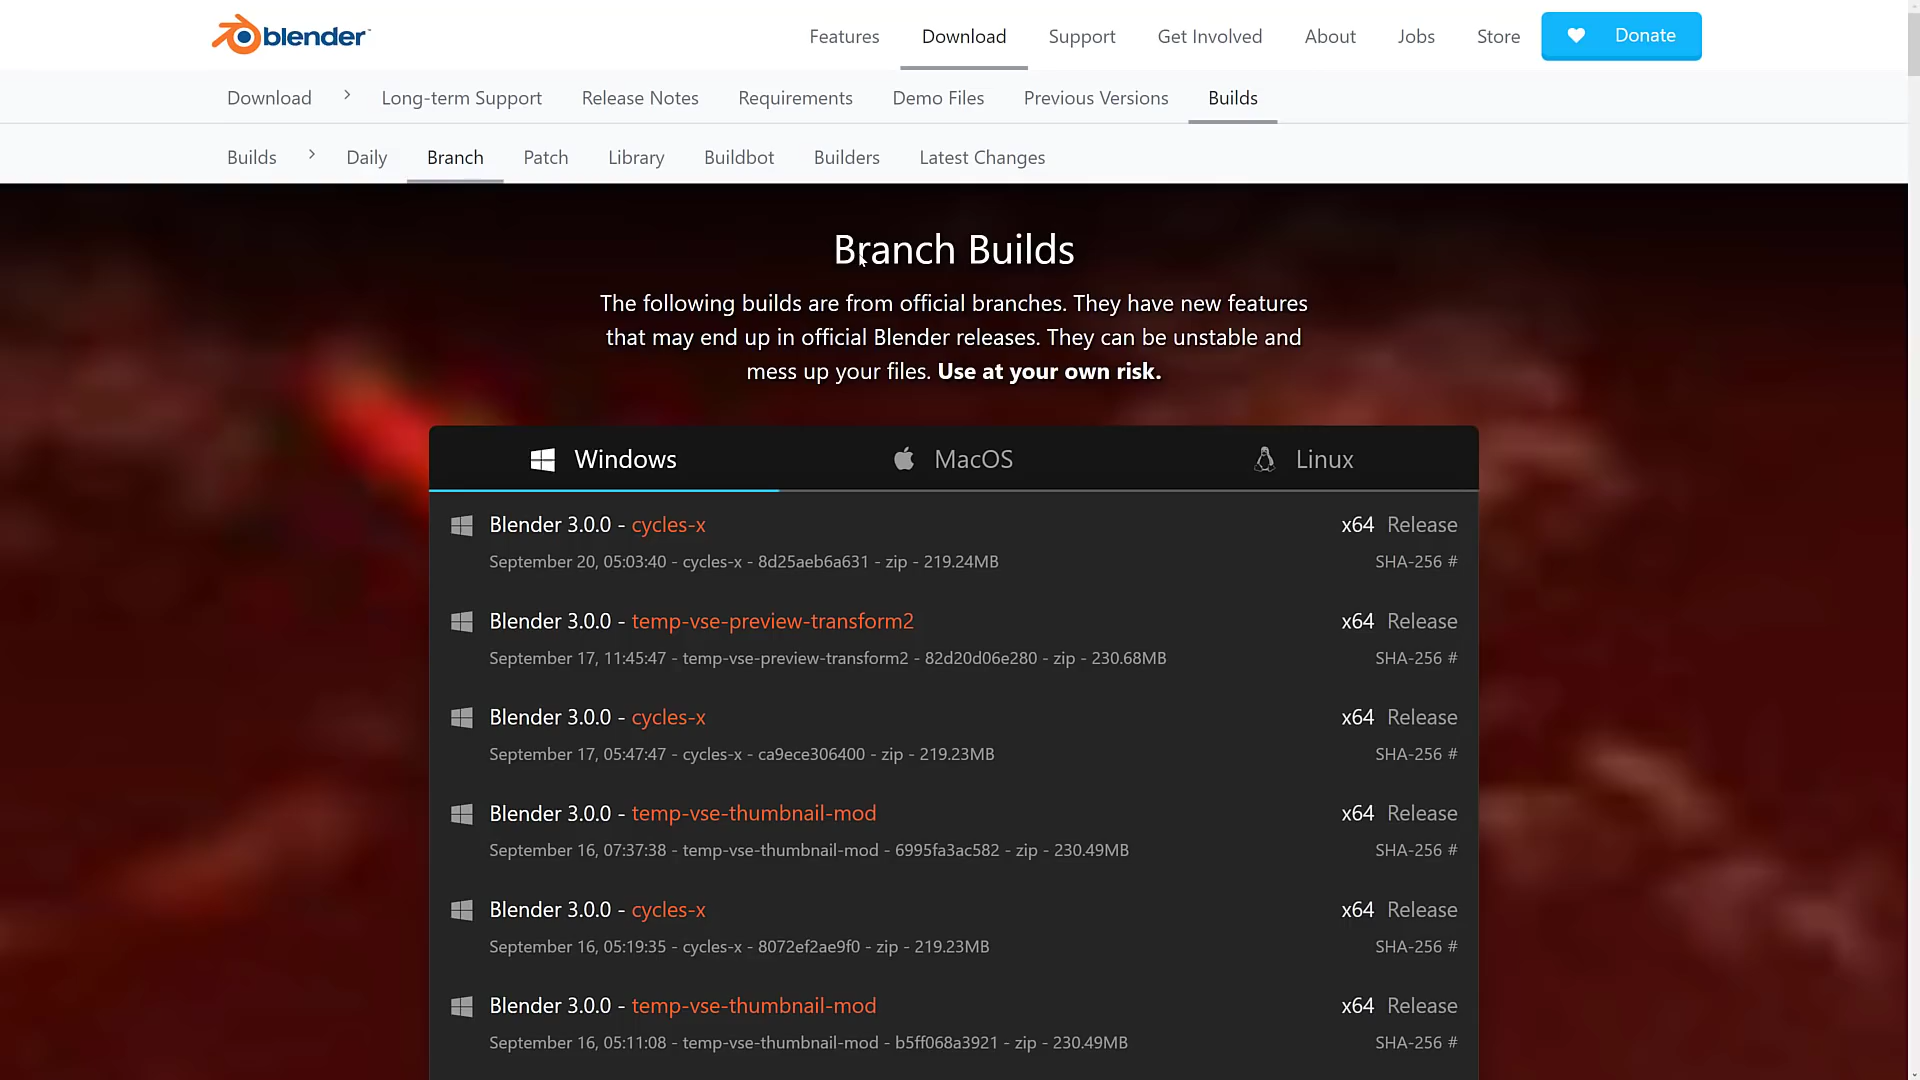 blender
Features Download Support Get Involved About Jobs Store Donate
Download Long-term Support Release Notes Requirements Demo Files Previous Versions Builds
Builds Daily Branch Patch Library Buildbot Builders Latest Changes
Branch Builds
The following builds are from official branches. They have new features
that may end up in official Blender releases. They can be unstable and
mess up your files. Use at your own risk.
Windows MacOS Linux
Blender 3.0.0 - cycles-x x64 Release
September 20, 05:03:40 - cycles-x - 8d25aeb6a631 - zip - 219.24MB SHA-256 #
Blender 3.0.0 - temp-vse-preview-transform2 x64 Release
September 17, 11:45:47 - temp-vse-preview-transform2 - 82d20d06e280 - zip - 230.68MB SHA-256 #
Blender 3.0.0 - cycles-x x64 Release
September 17, 05:47:47 - cycles-x - ca9ece306400 - zip - 219.23MB SHA-256 #
Blender 3.0.0 - temp-vse-thumbnail-mod x64 Release
September 16, 07:37:38 - temp-vse-thumbnail-mod - 6995fa3ac582 - zip - 230.49MB SHA-256 #
Blender 3.0.0 - cycles-x x64 Release
September 16, 05:19:35 - cycles-x - 8072ef2ae9f0 - zip - 219.23MB SHA-256 #
Blender 3.0.0 - temp-vse-thumbnail-mod x64 Release
September 16, 05:11:08 - temp-vse-thumbnail-mod - b5ff068a3921 - zip - 230.49MB SHA-256 #